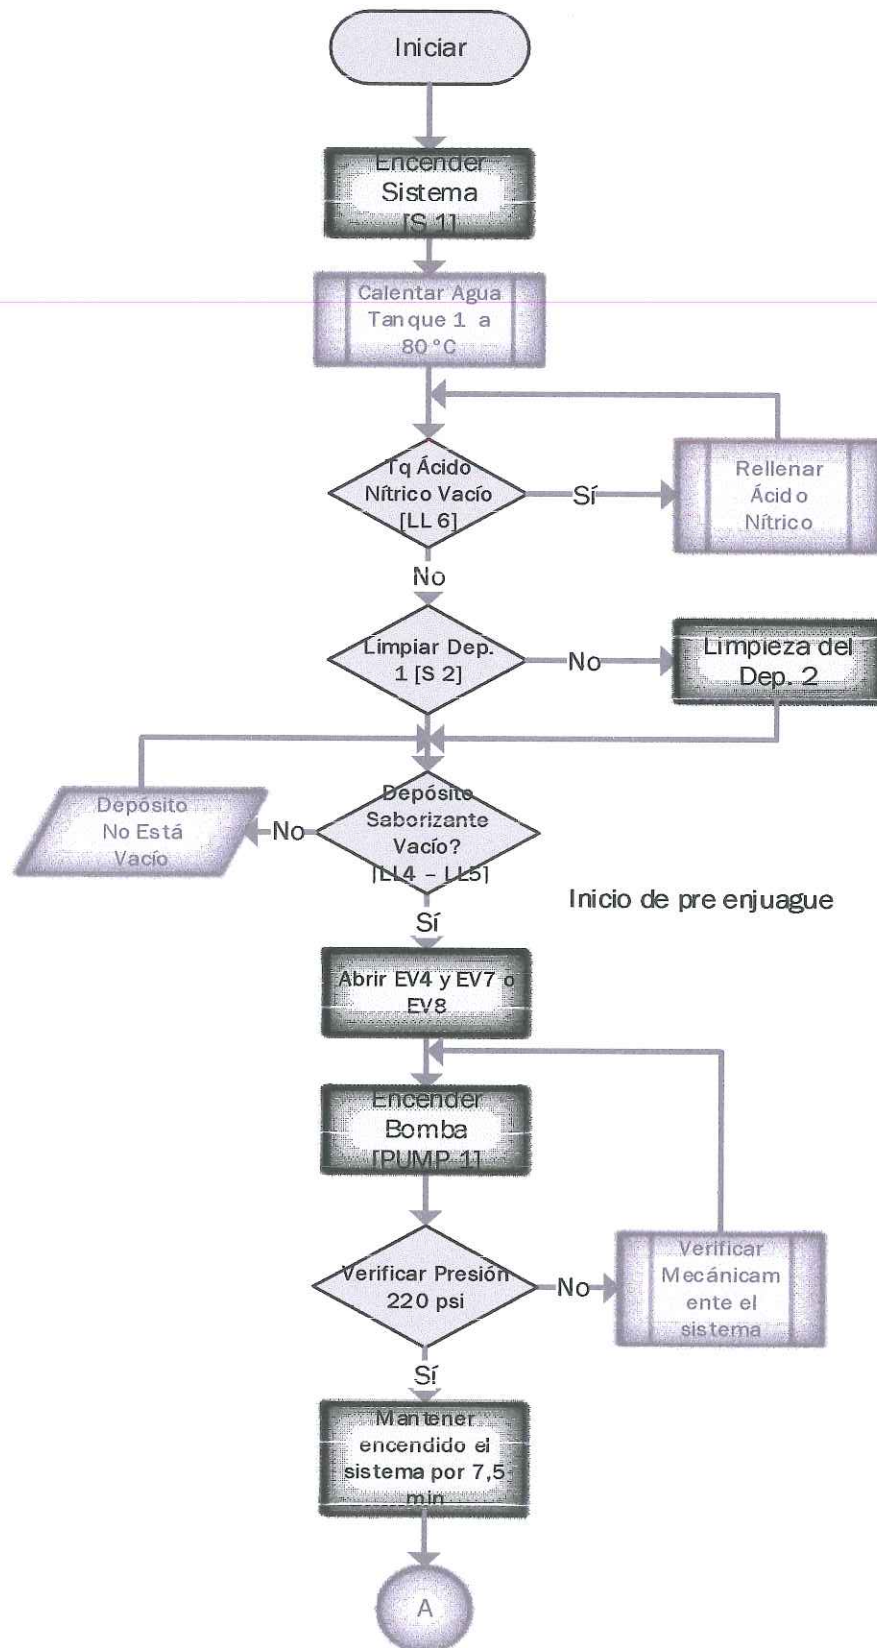 Iniciar
Encender
Sistema
[S 1]
Calentar Agua
Tanque 1 a
80 °C
Tq Ácido
Nítrico Vacío
[LL 6]
Sí
Rellenar
Ácido
Nítrico
No
Limpiar Dep.
1 [S 2]
No
Limpieza del
Dep. 2
Depósito
Saborizante
Vacío?
[LL4 – LL5]
No
Depósito
No Está
Vacío
Inicio de pre enjuague
Sí
Abrir EV4 y EV7 o
EV8
Encender
Bomba
[PUMP 1]
Verificar Presión
220 psi
No
Verificar
Mecánicam
ente el
sistema
Sí
Mantener
encendido el
sistema por 7,5
min
A